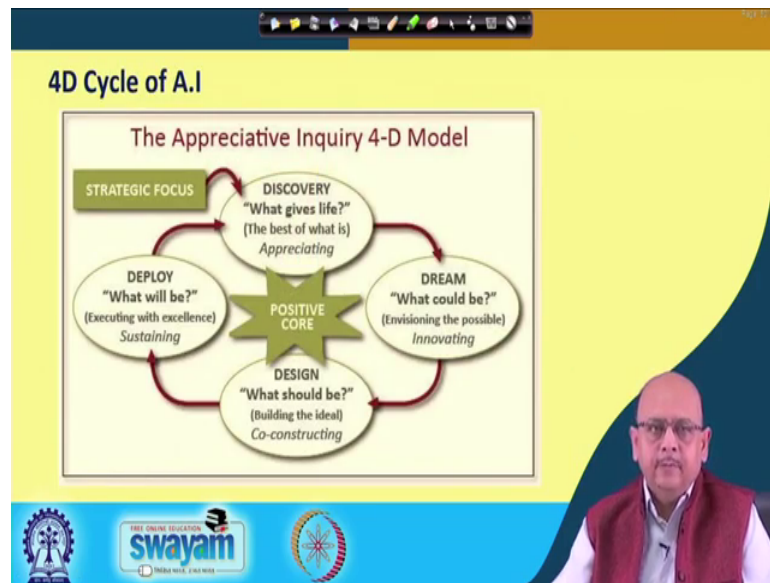 4D Cycle of A.I
The Appreciative Inquiry 4-D Model
STRATEGIC FOCUS
DISCOVERY
"What gives life?"
(The best of what is)
Appreciating
DREAM
"What could be?"
(Envisioning the possible)
Innovating
DESIGN
"What should be?"
(Building the ideal)
Co-constructing
DEPLOY
"What will be?"
(Executing with excellence)
Sustaining
POSITIVE
CORE
FREE ONLINE EDUCATION
swayam